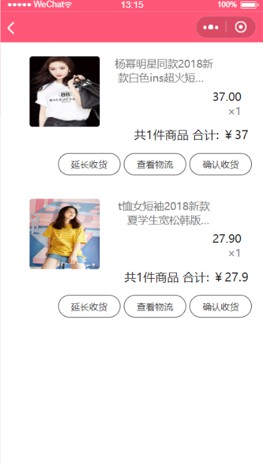 WeChat
13:15
100%
杨幂明星同款2018新
款白色ins超火短...
37.00
×1
共1件商品 合计: ¥ 37
延长收货
查看物流
确认收货
t恤女短袖2018新款
夏学生宽松韩版...
27.90
×1
共1件商品 合计: ¥ 27.9
延长收货
查看物流
确认收货